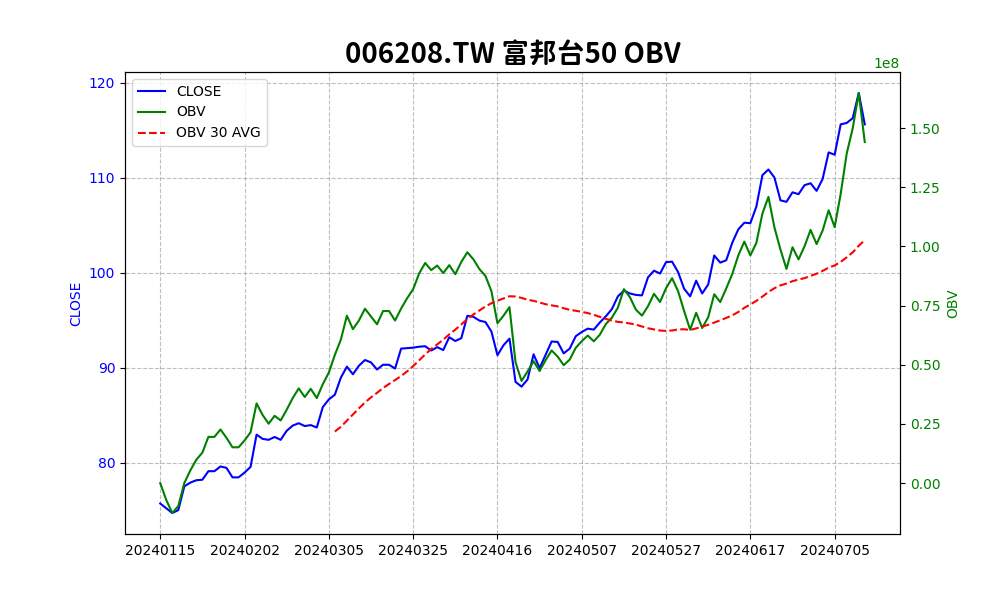 006208.TW 富邦台50 OBV
1e8
CLOSE
OBV
OBV 30 AVG
120
110
100
90
80
CLOSE
1.50
1.25
1.00
0.75
0.50
0.25
0.00
OBV
20240115 20240202 20240305 20240325 20240416 20240507 20240527 20240617 20240705